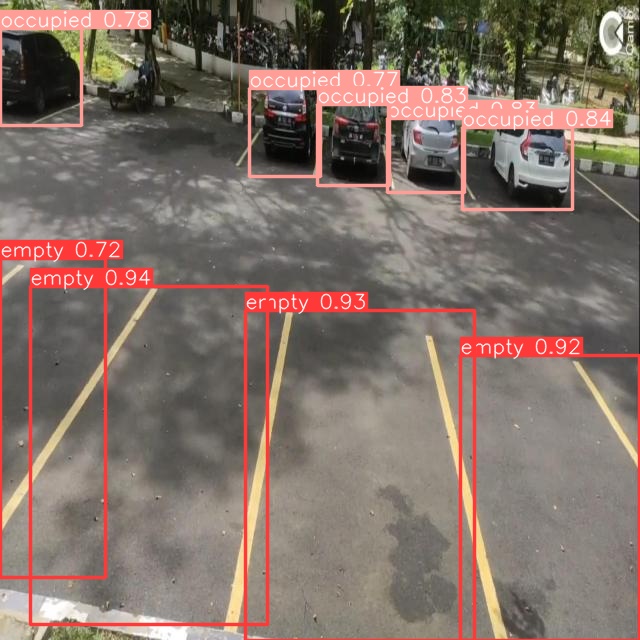 occupied 0.78
occupied 0.77
occupied 0.83
occupied 0.84
empty 0.72
empty 0.94
empty 0.93
empty 0.92